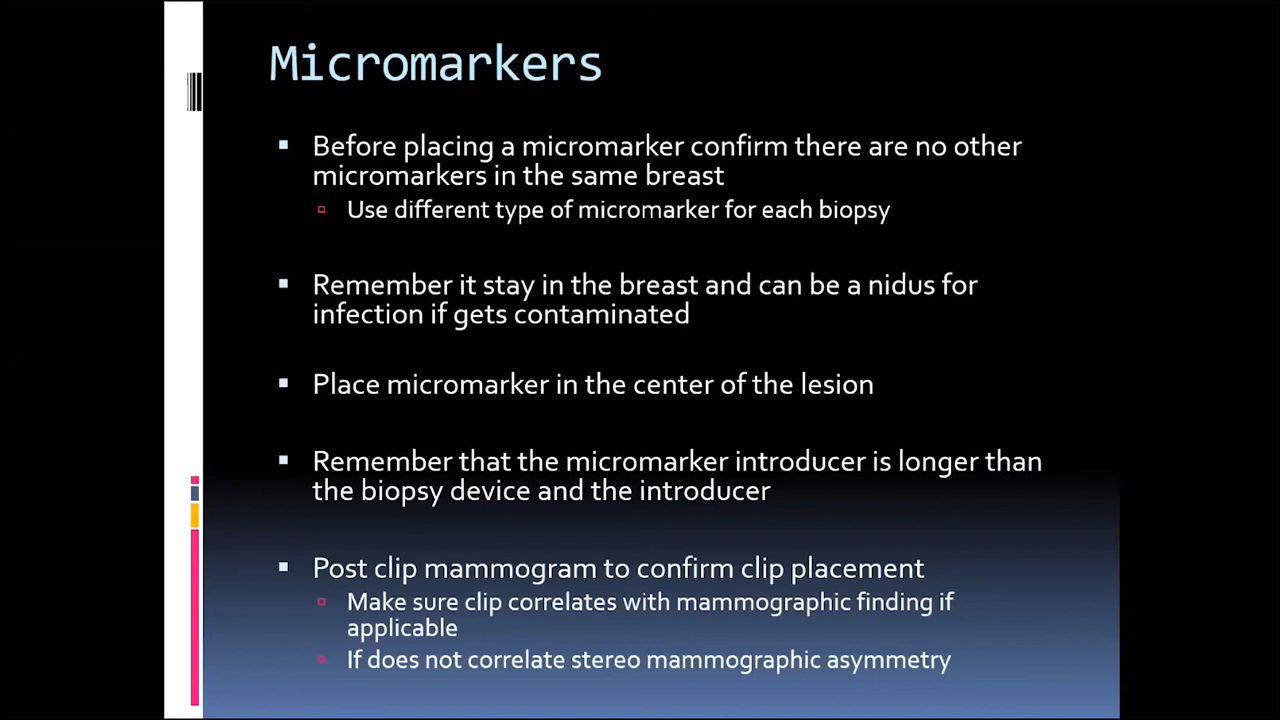 Micromarkers
Before placing a micromarker confirm there are no other
micromarkers in the same breast
Use different type of micromarker for each biopsy
Remember it stay in the breast and can be a nidus for
infection if gets contaminated
Place micromarker in the center of the lesion
Remember that the micromarker introducer is longer than
the biopsy device and the introducer
Post clip mammogram to confirm clip placement
Make sure clip correlates with mammographic finding if
applicable
If does not correlate stereo mammographic asymmetry